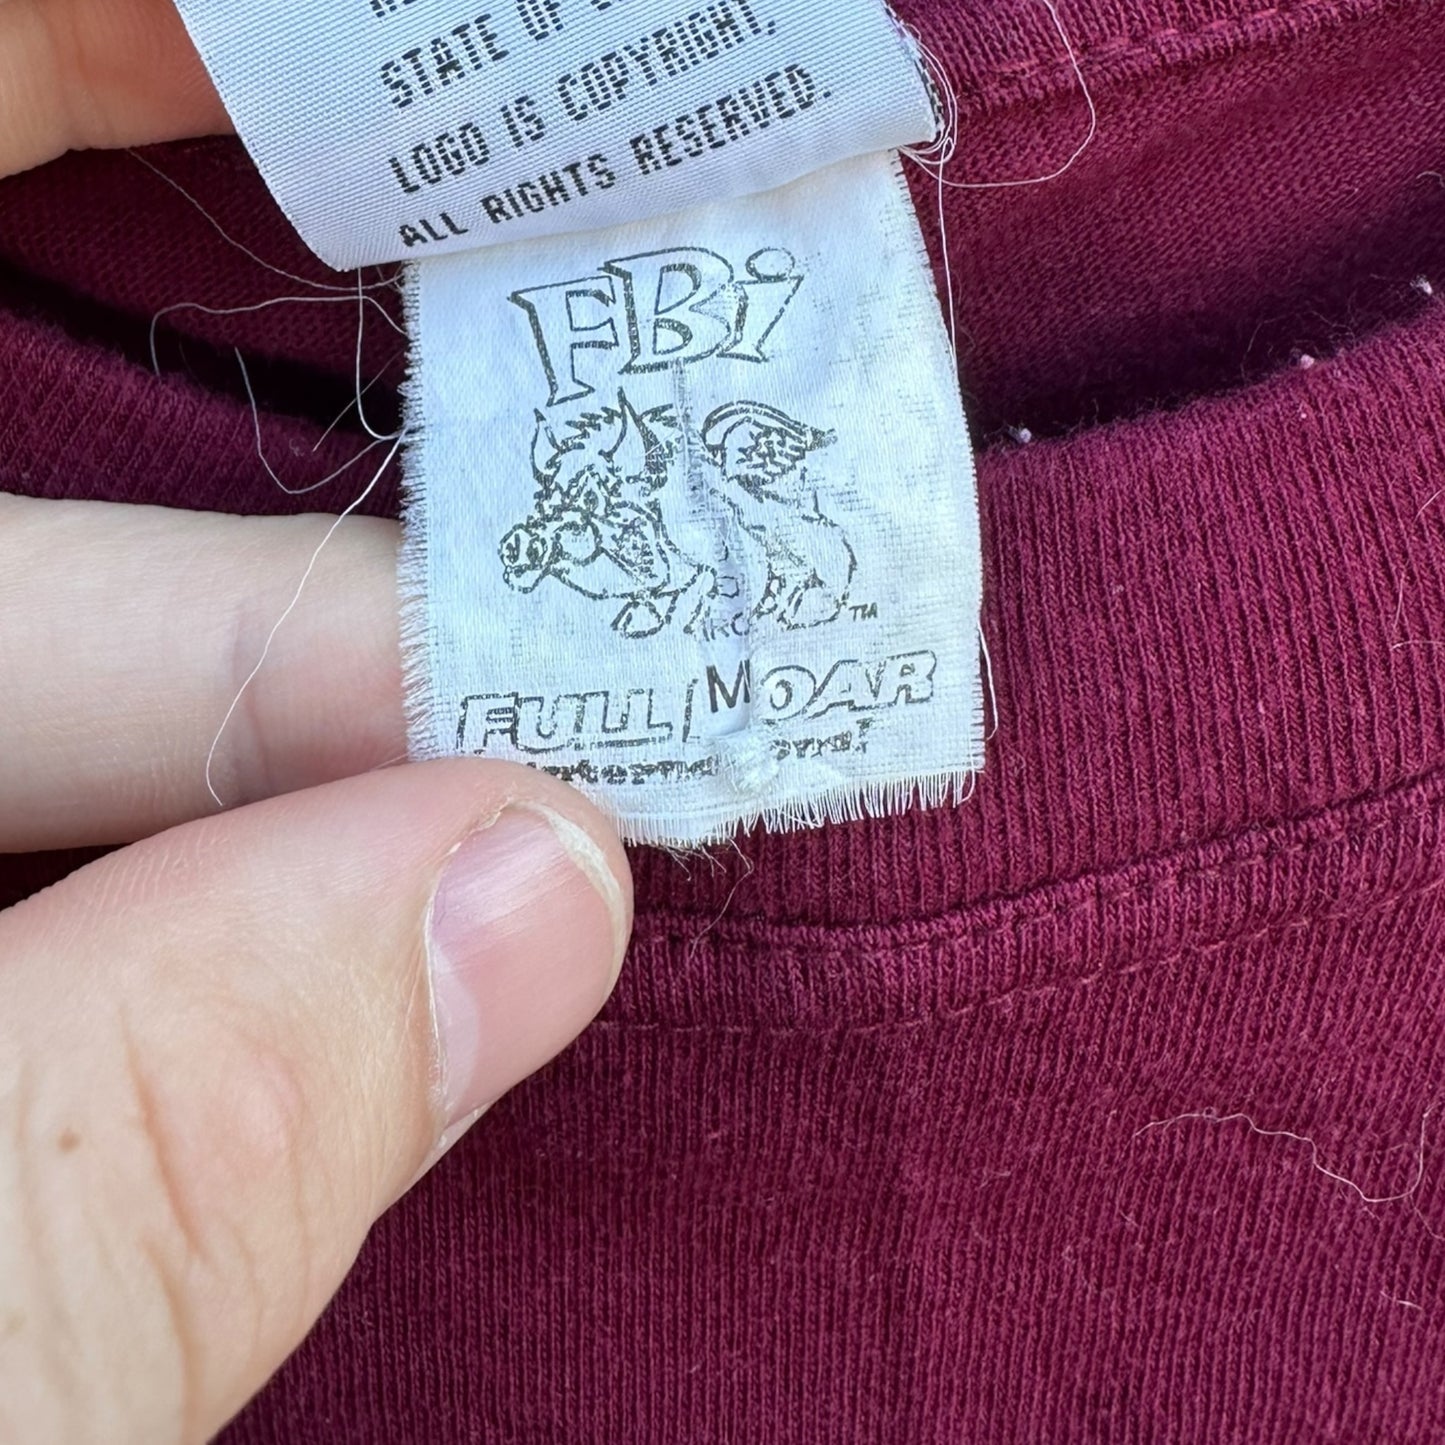 STATE OF
LOGO IS COPYRIGHT,
ALL RIGHTS RESERVED.
FBi
TM
M
FULL OAR